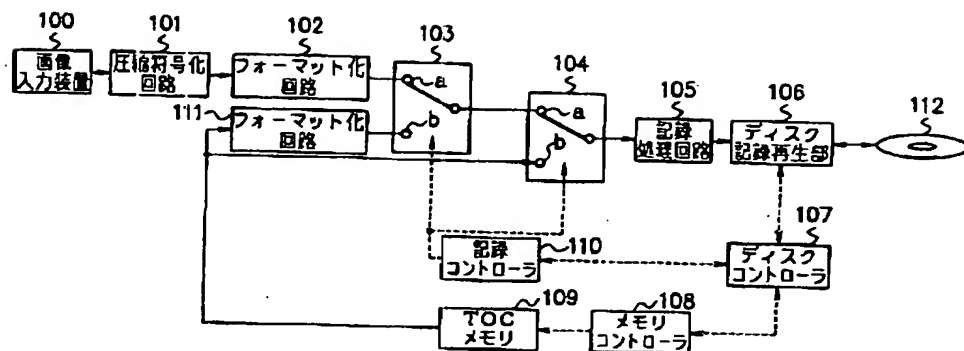 100
画像
入力装置
101
圧縮符号化
回路
102
フォーマット化
回路
103
a
b
104
a
b
105
記録
処理回路
106
ディスク
記録再生部
112
111
フォーマット化
回路
107
ディスク
コントローラ
110
記録
コントローラ
109
TOC
メモリ
108
メモリ
コントローラ